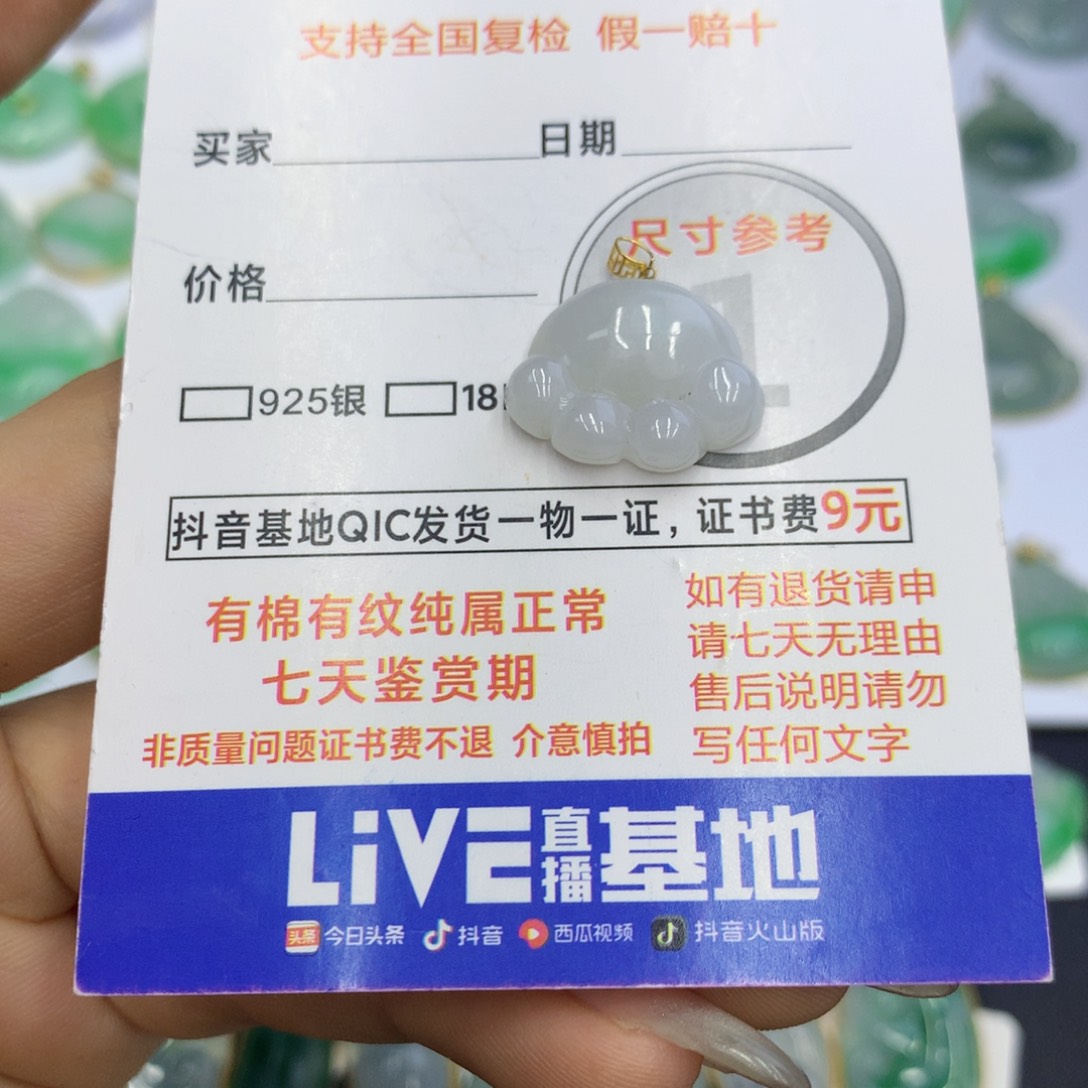 支持全国复检 假一赔十
买家 日期
尺寸参考
价格
925银 18
抖音基地QIC发货一物一证，证书费9元
有棉有纹纯属正常
七天鉴赏期
非质量问题证书费不退 介意慎拍
如有退货请申
请七天无理由
售后说明请勿
写任何文字
LiVE直播基地
头条 今日头条 抖音 西瓜视频 抖音火山版